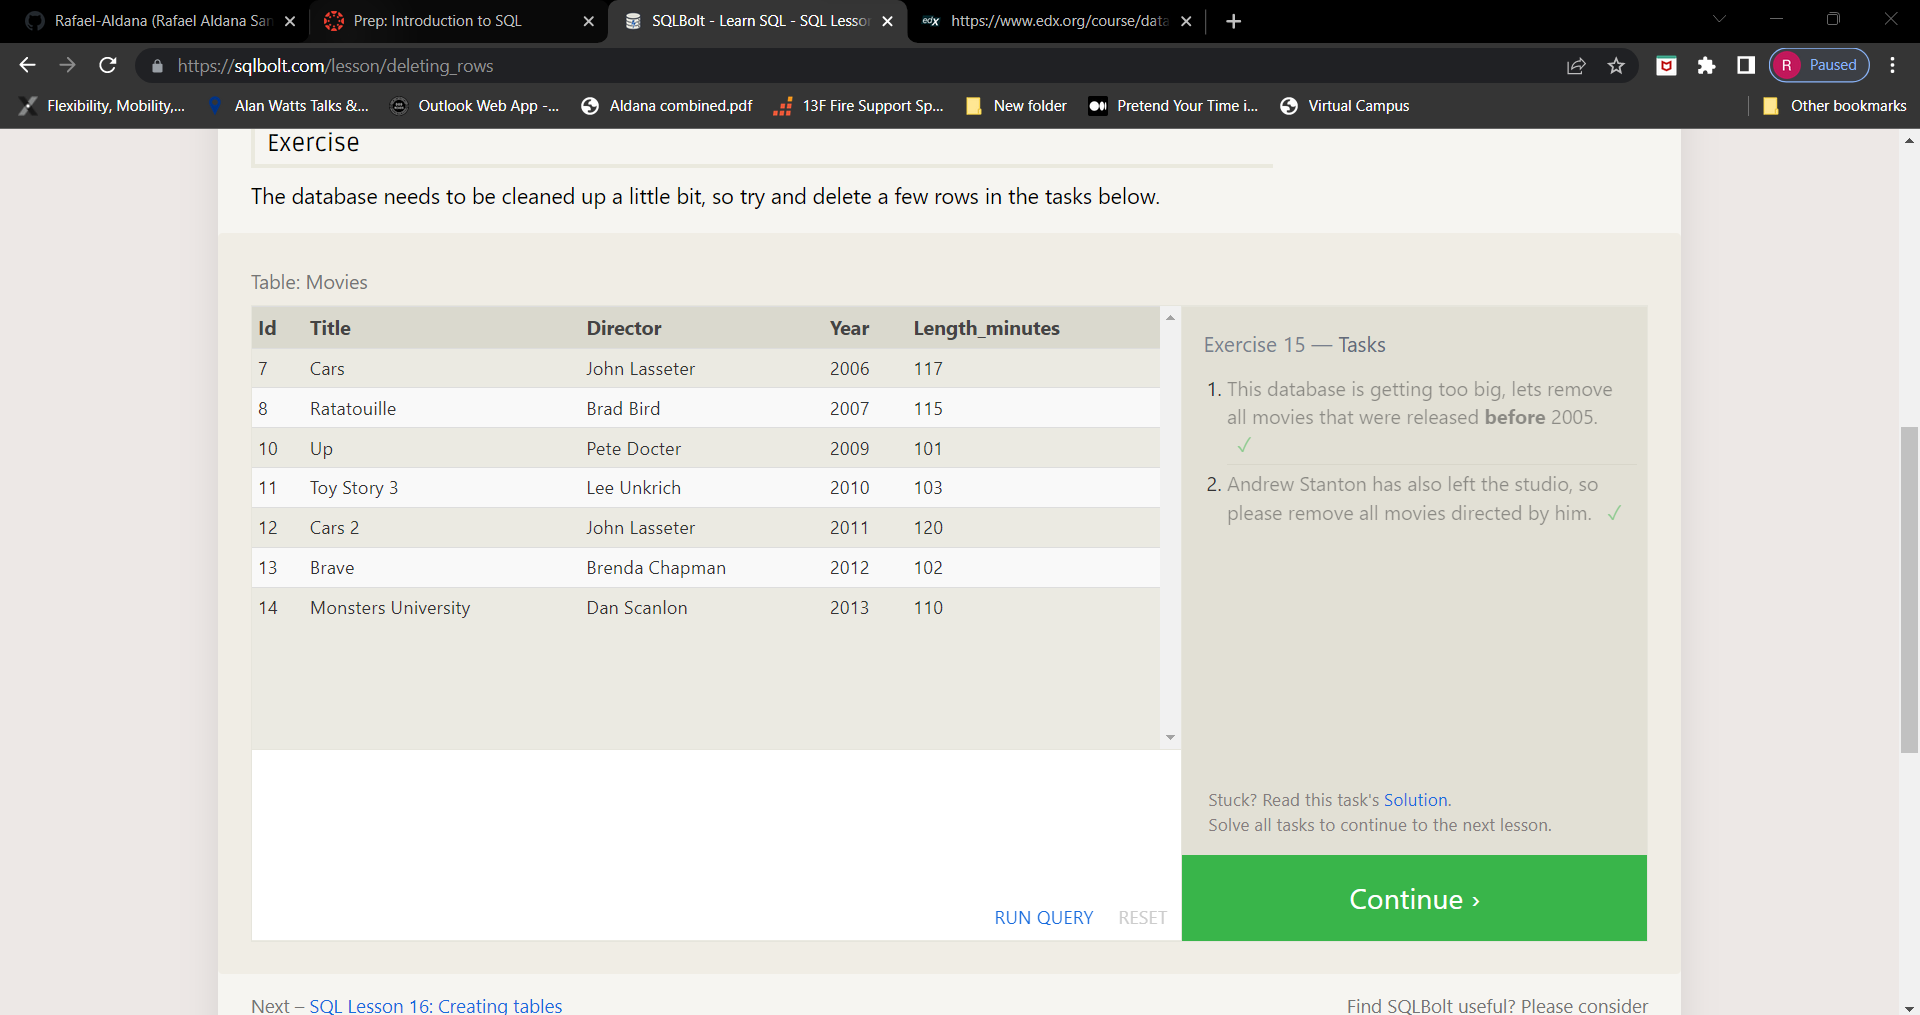 Rafael-Aldana (Rafael Aldana San
Prep: Introduction to SQL
SQLBolt - Learn SQL - SQL Lesson
edX https://www.edx.org/course/data
https://sqlbolt.com/lesson/deleting_rows
R Paused
Flexibility, Mobility,... Alan Watts Talks &... Outlook Web App -... Aldana combined.pdf 13F Fire Support Sp... New folder Pretend Your Time i... Virtual Campus Other bookmarks
Exercise
The database needs to be cleaned up a little bit, so try and delete a few rows in the tasks below.
Table: Movies
Id Title Director Year Length_minutes
7 Cars John Lasseter 2006 117
8 Ratatouille Brad Bird 2007 115
10 Up Pete Docter 2009 101
11 Toy Story 3 Lee Unkrich 2010 103
12 Cars 2 John Lasseter 2011 120
13 Brave Brenda Chapman 2012 102
14 Monsters University Dan Scanlon 2013 110
RUN QUERY RESET
Exercise 15 — Tasks
1. This database is getting too big, lets remove
all movies that were released before 2005.
✓
2. Andrew Stanton has also left the studio, so
please remove all movies directed by him. ✓
Stuck? Read this task's Solution.
Solve all tasks to continue to the next lesson.
Continue ›
Next – SQL Lesson 16: Creating tables
Find SQLBolt useful? Please consider